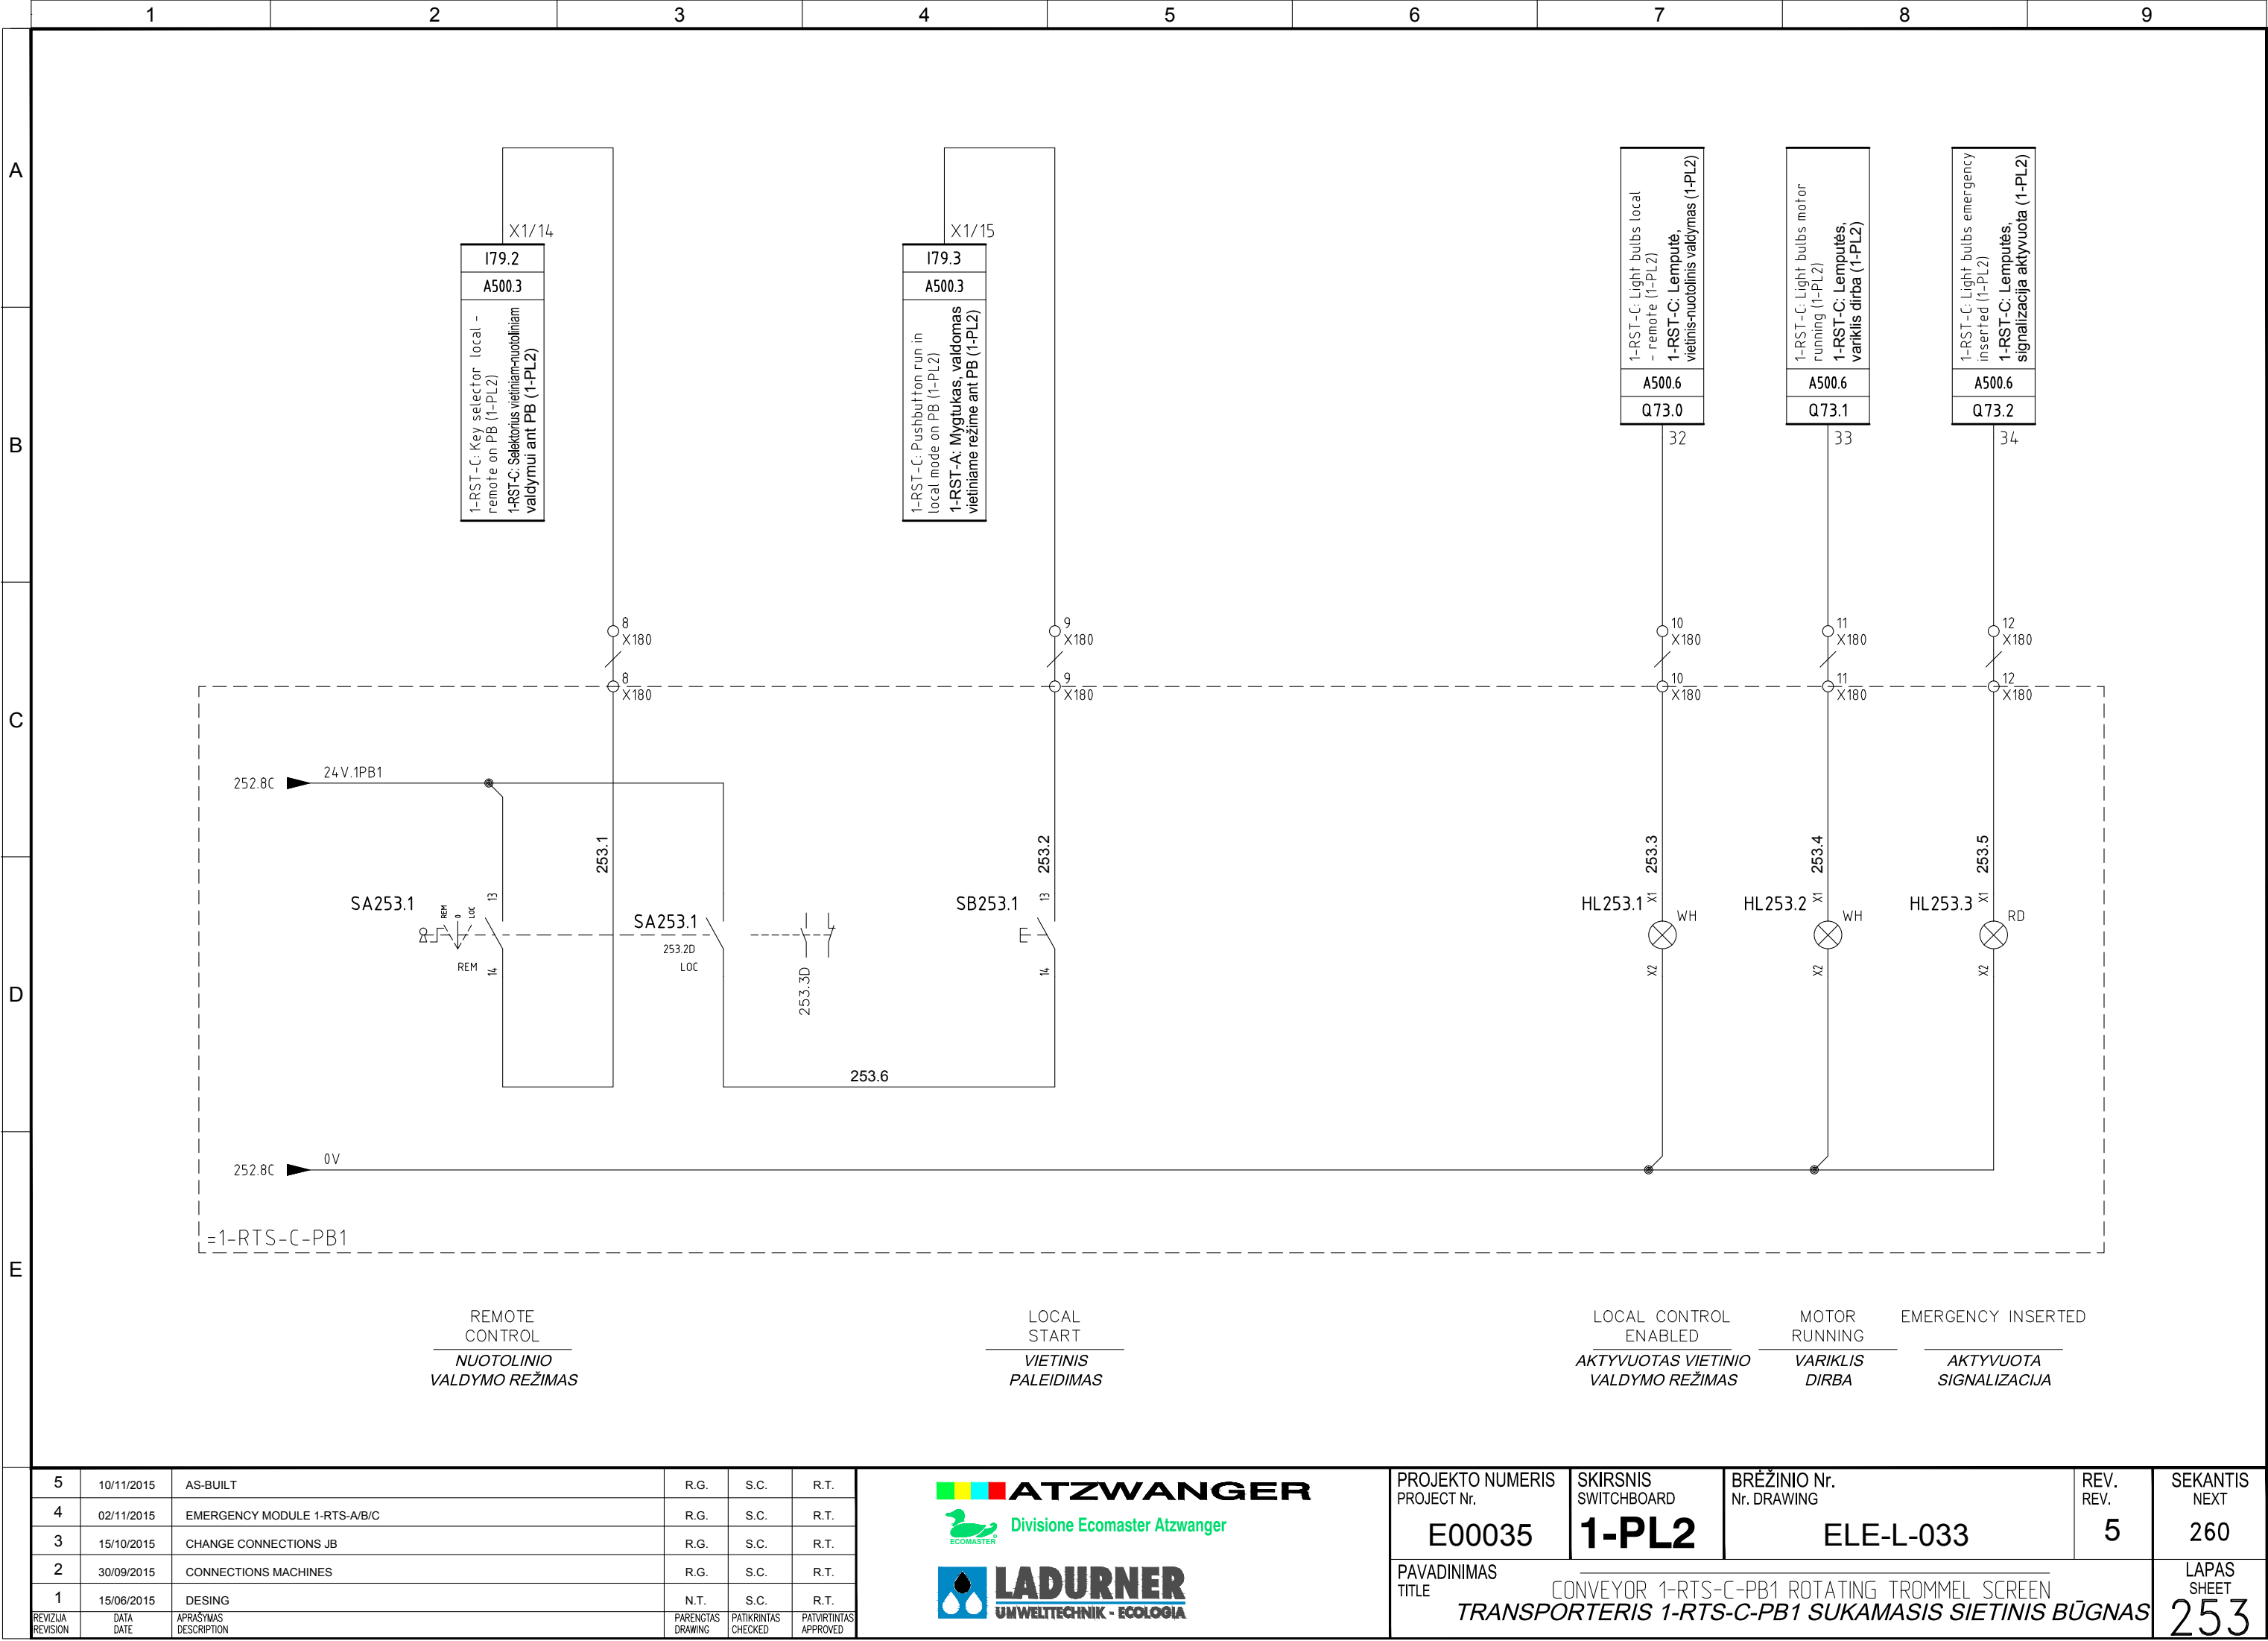 1 2 3 4 5 6 7 8 9
A
B
C
D
E
X1/14
I79.2
A500.3
1-RST-C: Key selector local -
remote on PB (1-PL2)
1-RST-C: Selektorius vietiniam-nuotoliniam
valdymui ant PB (1-PL2)
X1/15
I79.3
A500.3
1-RST-C: Pushbutton run in
local mode on PB (1-PL2)
1-RST-A: Mygtukas, valdomas
vietiniame režime ant PB (1-PL2)
1-RST-C: Light bulbs local
- remote (1-PL2)
1-RST-C: Lemputė,
vietinis-nuotolinis valdymas (1-PL2)
A500.6
Q73.0
32
1-RST-C: Light bulbs motor
running (1-PL2)
1-RST-C: Lemputės,
variklis dirba (1-PL2)
A500.6
Q73.1
33
1-RST-C: Light bulbs emergency
inserted (1-PL2)
1-RST-C: Lemputės,
signalizacija aktyvuota (1-PL2)
A500.6
Q73.2
34
8
X180
8
X180
9
X180
9
X180
10
X180
10
X180
11
X180
11
X180
12
X180
12
X180
252.8C
24V.1PB1
253.1
253.2
253.3
253.4
253.5
SA253.1
REM
0
LOC
13
REM
14
SA253.1
253.2D
LOC
253.3D
SB253.1
13
14
HL253.1
X1
WH
X2
HL253.2
X1
WH
X2
HL253.3
X1
RD
X2
253.6
252.8C
0V
=1-RTS-C-PB1
REMOTE
CONTROL
NUOTOLINIO
VALDYMO REŽIMAS
LOCAL
START
VIETINIS
PALEIDIMAS
LOCAL CONTROL
ENABLED
AKTYVUOTAS VIETINIO
VALDYMO REŽIMAS
MOTOR
RUNNING
VARIKLIS
DIRBA
EMERGENCY INSERTED
AKTYVUOTA
SIGNALIZACIJA
5 10/11/2015 AS-BUILT R.G. S.C. R.T.
4 02/11/2015 EMERGENCY MODULE 1-RTS-A/B/C R.G. S.C. R.T.
3 15/10/2015 CHANGE CONNECTIONS JB R.G. S.C. R.T.
2 30/09/2015 CONNECTIONS MACHINES R.G. S.C. R.T.
1 15/06/2015 DESING N.T. S.C. R.T.
REVIZIJA DATA APRAŠYMAS PARENGTAS PATIKRINTAS PATVIRTINTAS
REVISION DATE DESCRIPTION DRAWING CHECKED APPROVED
ATZWANGER
ECOMASTER
Divisione Ecomaster Atzwanger
LADURNER
UMWELTTECHNIK - ECOLOGIA
PROJEKTO NUMERIS
PROJECT Nr.
E00035
SKIRSNIS
SWITCHBOARD
1-PL2
BRĖŽINIO Nr.
Nr. DRAWING
ELE-L-033
REV.
REV.
5
SEKANTIS
NEXT
260
PAVADINIMAS
TITLE
CONVEYOR 1-RTS-C-PB1 ROTATING TROMMEL SCREEN
TRANSPORTERIS 1-RTS-C-PB1 SUKAMASIS SIETINIS BŪGNAS
LAPAS
SHEET
253